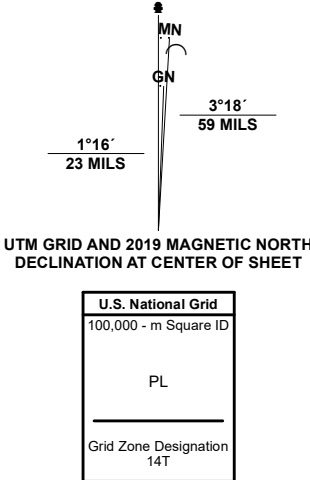 MN
GN
3°18´
59 MILS
1°16´
23 MILS
UTM GRID AND 2019 MAGNETIC NORTH
DECLINATION AT CENTER OF SHEET
U.S. National Grid
100,000 - m Square ID
PL
Grid Zone Designation
14T